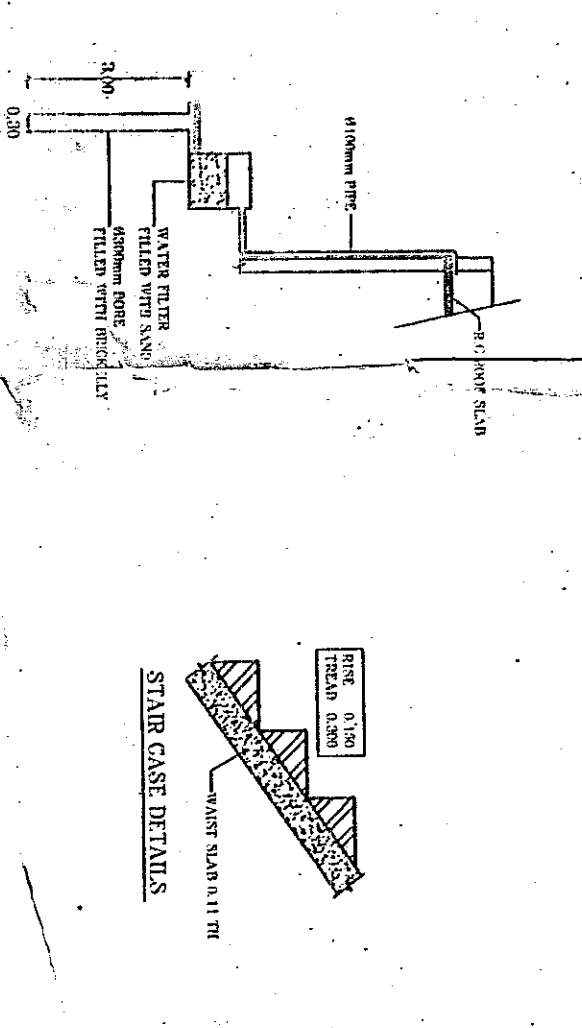 Ø100mm PIPE
R.C. ROOF SLAB
3.00
0.30
WATER FILTER
FILLED WITH SAND
Ø300mm BORE
FILLED WITH
RISE 0.150
TREAD 0.300
WAIST SLAB 0.11 TH
STAIR CASE DETAILS